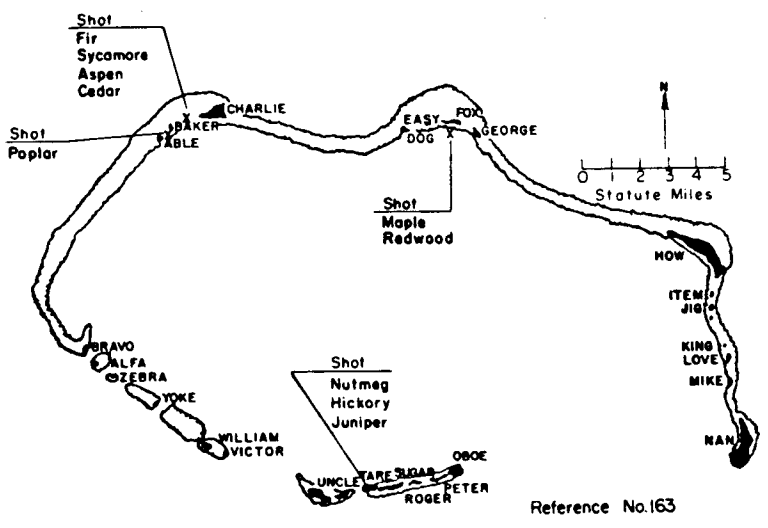 Shot
Fir
Sycamore
Aspen
Cedar
Shot
Poplar
CHARLIE
BAKER
ABLE
EASY
FOX
DOG
GEORGE
Shot
Maple
Redwood
N
0 1 2 3 4 5
Statute Miles
HOW
ITEM
JIG
KING
LOVE
MIKE
NAN
BRAVO
ALFA
ZEBRA
YOKE
WILLIAM
VICTOR
Shot
Nutmeg
Hickory
Juniper
UNCLE
TARE
SUGAR
OBOE
ROGER
PETER
Reference No.163